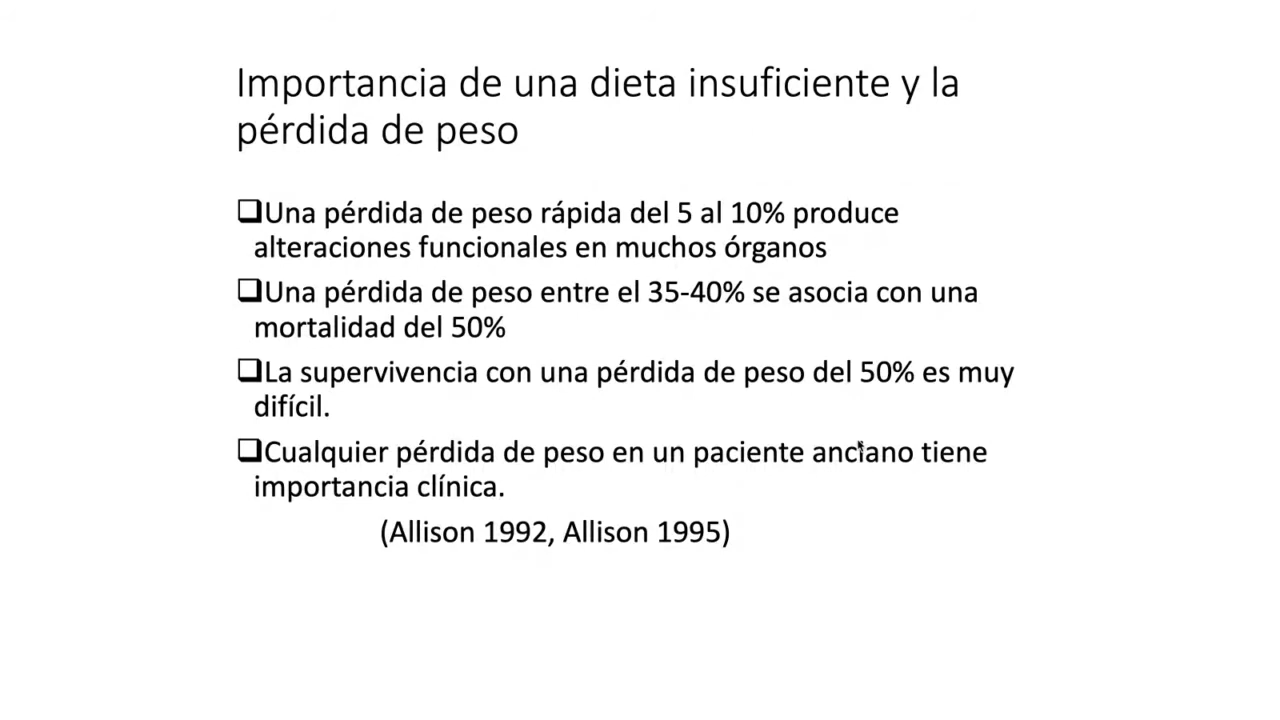 Importancia de una dieta insuficiente y la
pérdida de peso
❑Una pérdida de peso rápida del 5 al 10% produce
alteraciones funcionales en muchos órganos
❑Una pérdida de peso entre el 35-40% se asocia con una
mortalidad del 50%
❑La supervivencia con una pérdida de peso del 50% es muy
difícil.
❑Cualquier pérdida de peso en un paciente anciano tiene
importancia clínica.
(Allison 1992, Allison 1995)